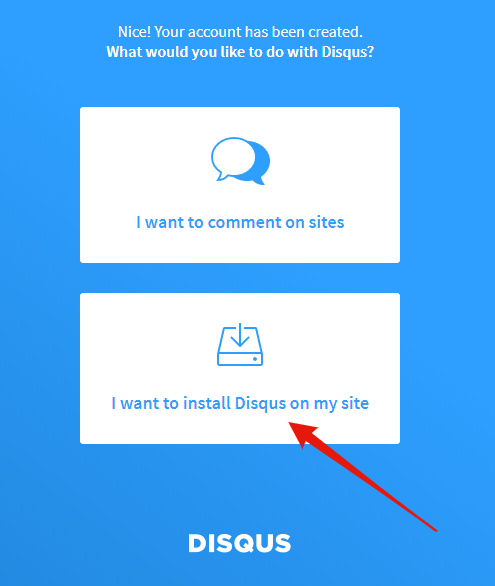 Nice! Your account has been created.
What would you like to do with Disqus?
I want to comment on sites
I want to install Disqus on my site
DISQUS